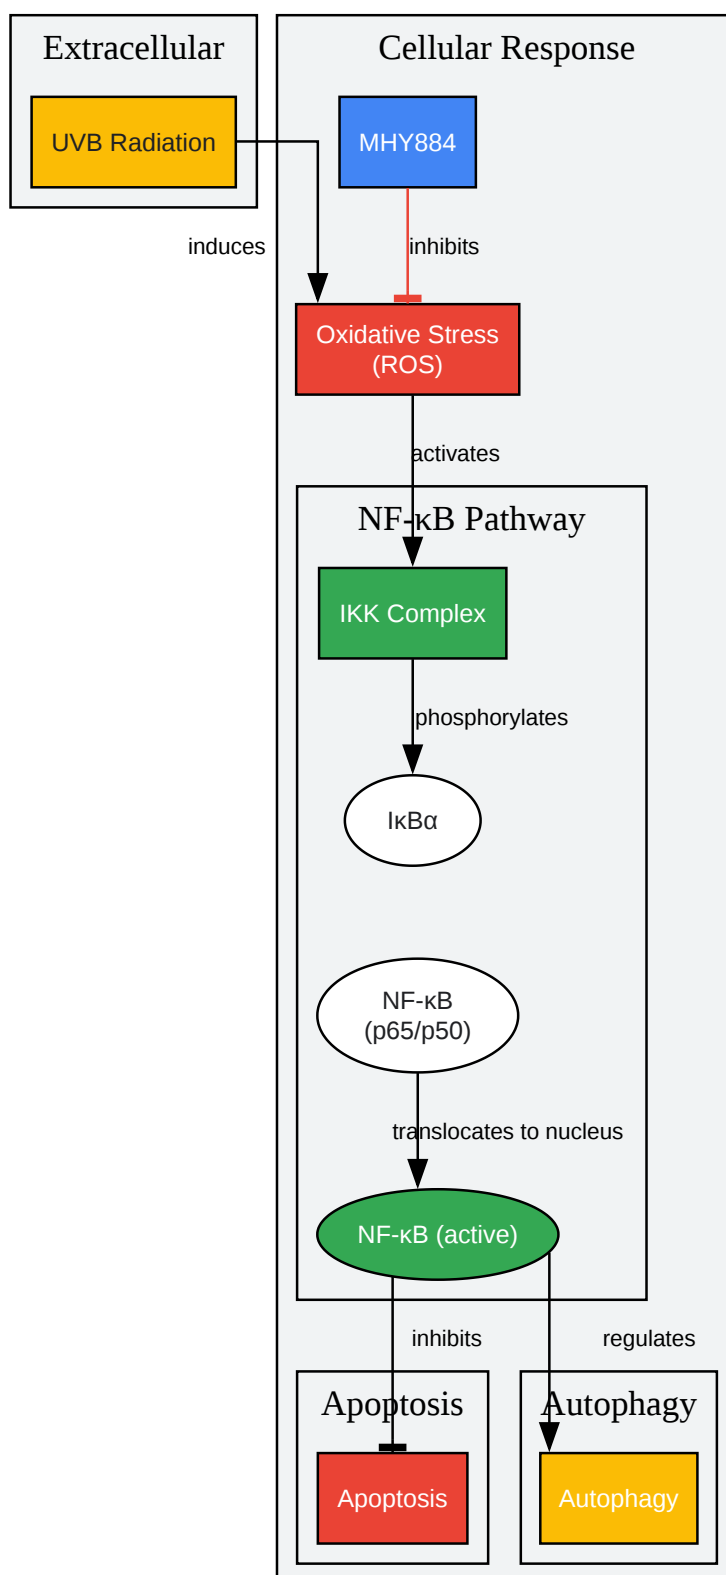 Extracellular
Cellular Response
UVB Radiation
MHY884
induces
inhibits
Oxidative Stress
(ROS)
activates
NF-κB Pathway
IKK Complex
phosphorylates
IκBα
NF-κB
(p65/p50)
translocates to nucleus
NF-κB (active)
inhibits
regulates
Apoptosis
Autophagy
Apoptosis
Autophagy